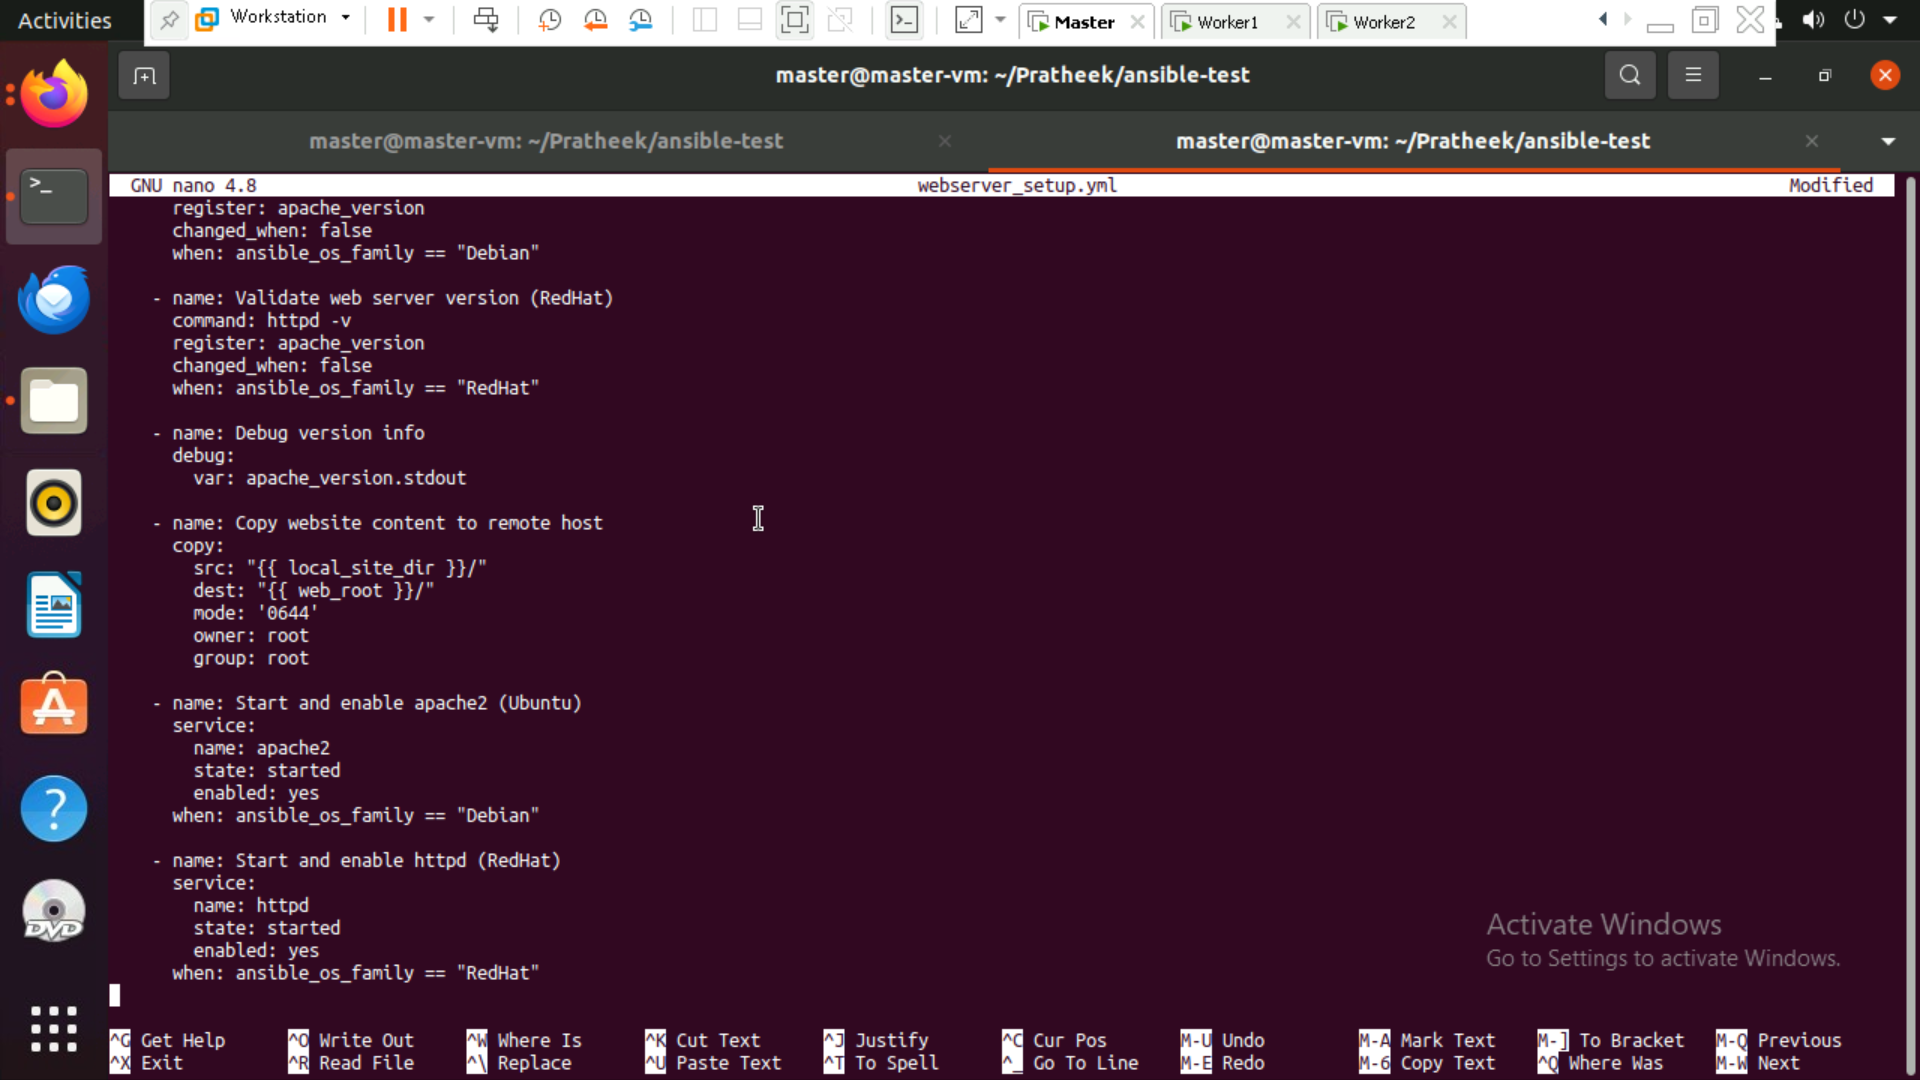 Activities
Workstation
Master
Worker1
Worker2
master@master-vm: ~/Pratheek/ansible-test
master@master-vm: ~/Pratheek/ansible-test
master@master-vm: ~/Pratheek/ansible-test
GNU nano 4.8 webserver_setup.yml Modified
register: apache_version
changed_when: false
when: ansible_os_family == "Debian"
- name: Validate web server version (RedHat)
command: httpd -v
register: apache_version
changed_when: false
when: ansible_os_family == "RedHat"
- name: Debug version info
debug:
var: apache_version.stdout
- name: Copy website content to remote host
copy:
src: "{{ local_site_dir }}/"
dest: "{{ web_root }}/"
mode: '0644'
owner: root
group: root
- name: Start and enable apache2 (Ubuntu)
service:
name: apache2
state: started
enabled: yes
when: ansible_os_family == "Debian"
- name: Start and enable httpd (RedHat)
service:
name: httpd
state: started
enabled: yes
when: ansible_os_family == "RedHat"
Activate Windows
Go to Settings to activate Windows.
^G Get Help ^O Write Out ^W Where Is ^K Cut Text ^J Justify ^C Cur Pos M-U Undo M-A Mark Text M-] To Bracket M-Q Previous
^X Exit ^R Read File ^\ Replace ^U Paste Text ^T To Spell ^_ Go To Line M-E Redo M-6 Copy Text ^Q Where Was M-W Next
DVD